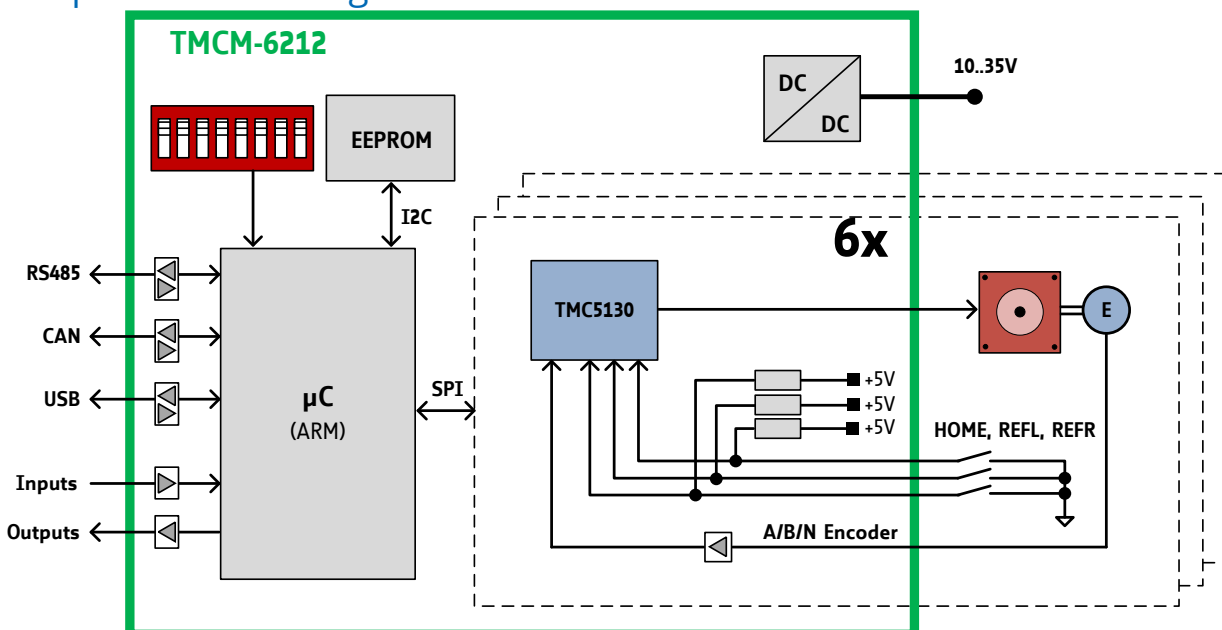 TMCM-6212
10..35V
DC
DC
EEPROM
I2C
6x
RS485
TMC5130
E
CAN
SPI
+5V
USB
µC
+5V
(ARM)
+5V
HOME, REFL, REFR
Inputs
Outputs
A/B/N Encoder